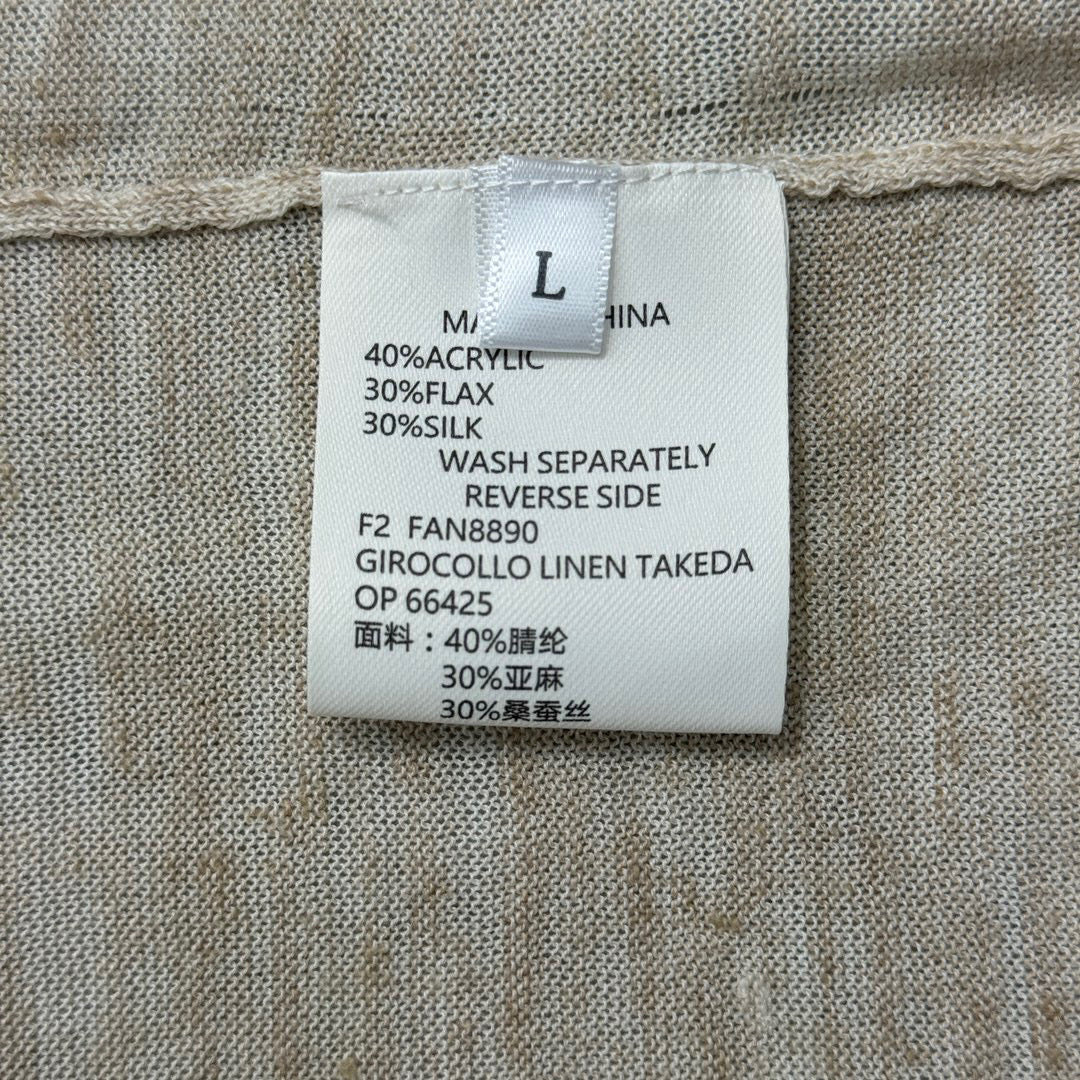 L
40%ACRYLIC
30%FLAX
30%SILK
WASH SEPARATELY
REVERSE SIDE
F2 FAN8890
GIROCOLLO LINEN TAKEDA
OP 66425
面料：40%腈纶
30%亚麻
30%桑蚕丝